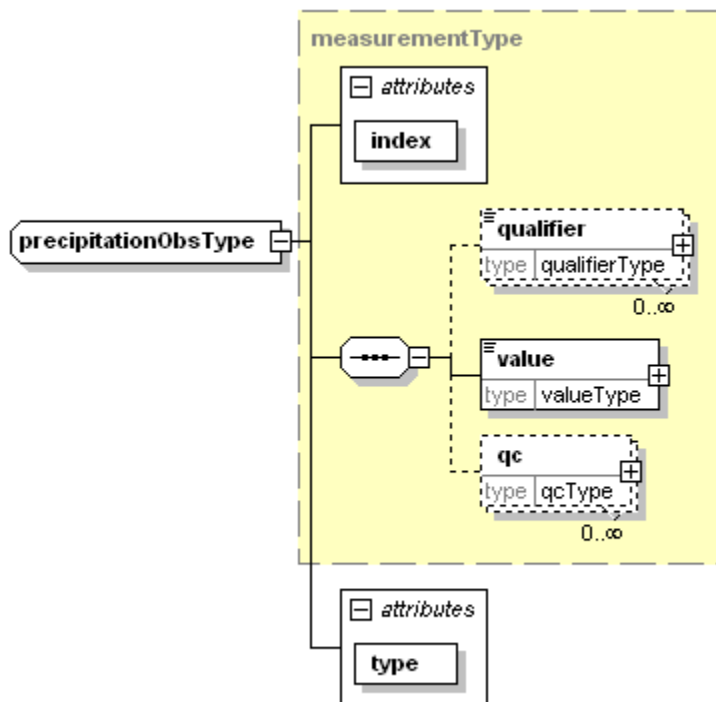 measurementType
attributes
index
precipitationObsType
qualifier
type qualifierType
0..∞
value
type valueType
qc
type qcType
0..∞
attributes
type